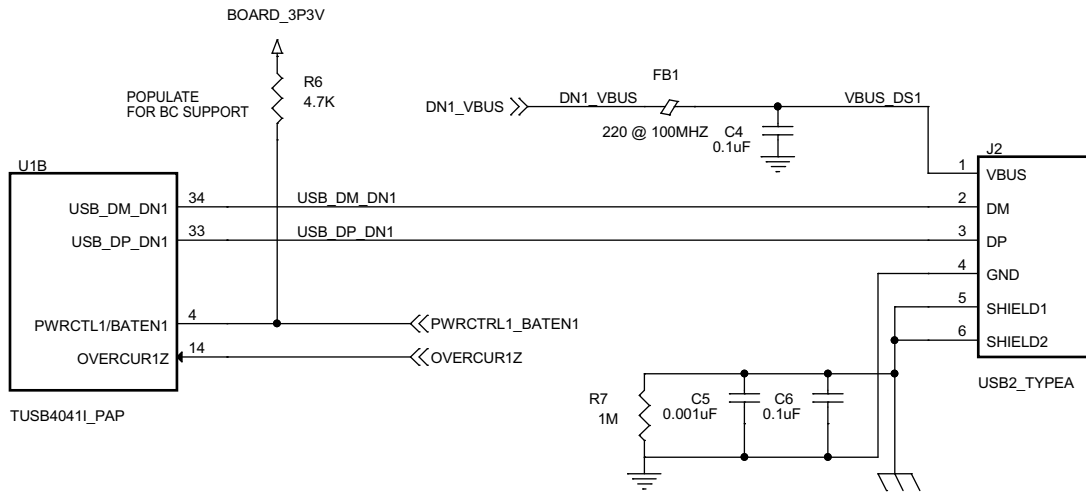 BOARD_3P3V
R6
4.7K
POPULATE
FOR BC SUPPORT
FB1
DN1_VBUS
DN1_VBUS
VBUS_DS1
220 @ 100MHZ
C4
0.1uF
U1B
J2
USB_DM_DN1
34
USB_DM_DN1
USB_DP_DN1
33
USB_DP_DN1
PWRCTL1/BATEN1
4
PWRCTRL1_BATEN1
OVERCUR1Z
14
OVERCUR1Z
TUSB4041I_PAP
1
VBUS
2
DM
3
DP
4
GND
5
SHIELD1
6
SHIELD2
USB2_TYPEA
R7
1M
C5
0.001uF
C6
0.1uF